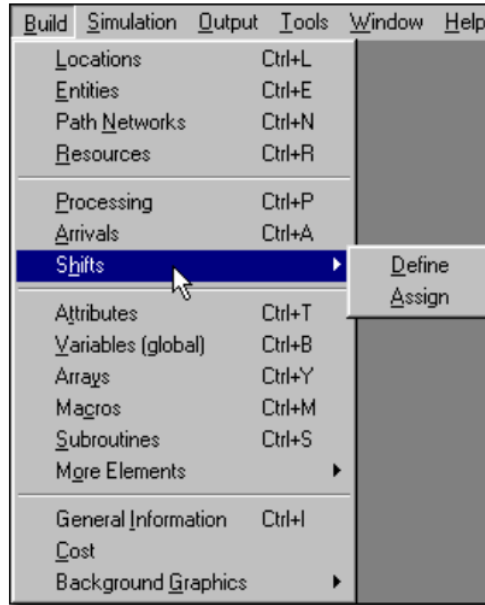 Build Simulation Output Tools Window Help
Locations Ctrl+L
Entities Ctrl+E
Path Networks Ctrl+N
Resources Ctrl+R
Processing Ctrl+P
Arrivals Ctrl+A
Shifts Define
Assign
Attributes Ctrl+T
Variables (global) Ctrl+B
Arrays Ctrl+Y
Macros Ctrl+M
Subroutines Ctrl+S
More Elements
General Information Ctrl+I
Cost
Background Graphics